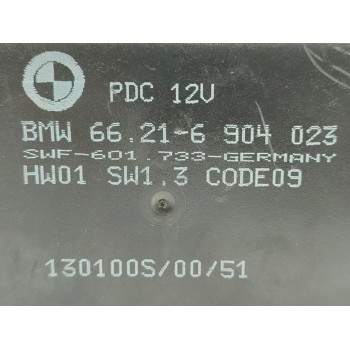 PDC 12V
BMW 66.21-6 904 023
SWF-601.733-GERMANY
HW01 SW1.3 CODE09
130100S/00/51